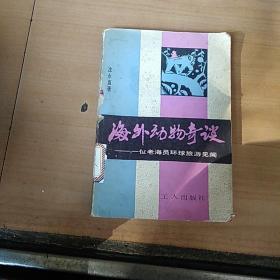 海外动物奇谈
——位老海员环球旅游见闻
工人出版社